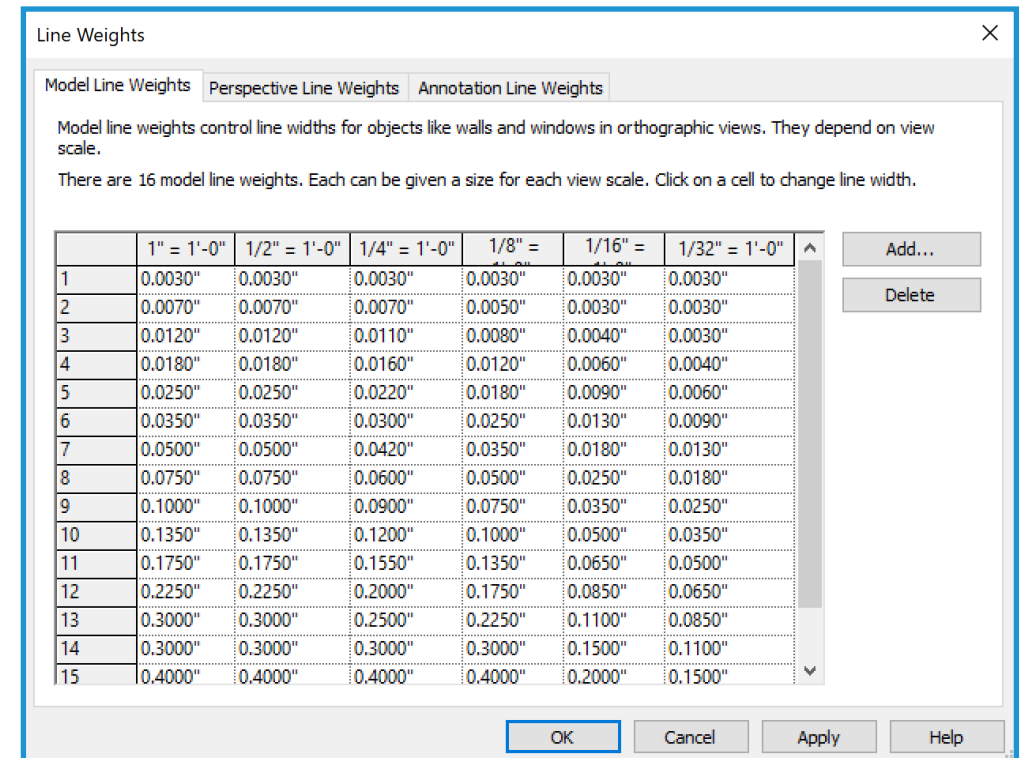 Line Weights
Model Line Weights Perspective Line Weights Annotation Line Weights
Model line weights control line widths for objects like walls and windows in orthographic views. They depend on view
scale.
There are 16 model line weights. Each can be given a size for each view scale. Click on a cell to change line width.
1" = 1'-0" 1/2" = 1'-0" 1/4" = 1'-0" 1/8" = 1/16" = 1/32" = 1'-0"
1 0.0030" 0.0030" 0.0030" 0.0030" 0.0030" 0.0030"
2 0.0070" 0.0070" 0.0070" 0.0050" 0.0030" 0.0030"
3 0.0120" 0.0120" 0.0110" 0.0080" 0.0040" 0.0030"
4 0.0180" 0.0180" 0.0160" 0.0120" 0.0060" 0.0040"
5 0.0250" 0.0250" 0.0220" 0.0180" 0.0090" 0.0060"
6 0.0350" 0.0350" 0.0300" 0.0250" 0.0130" 0.0090"
7 0.0500" 0.0500" 0.0420" 0.0350" 0.0180" 0.0130"
8 0.0750" 0.0750" 0.0600" 0.0500" 0.0250" 0.0180"
9 0.1000" 0.1000" 0.0900" 0.0750" 0.0350" 0.0250"
10 0.1350" 0.1350" 0.1200" 0.1000" 0.0500" 0.0350"
11 0.1750" 0.1750" 0.1550" 0.1350" 0.0650" 0.0500"
12 0.2250" 0.2250" 0.2000" 0.1750" 0.0850" 0.0650"
13 0.3000" 0.3000" 0.2500" 0.2250" 0.1100" 0.0850"
14 0.3000" 0.3000" 0.3000" 0.3000" 0.1500" 0.1100"
15 0.4000" 0.4000" 0.4000" 0.4000" 0.2000" 0.1500"
Add...
Delete
OK Cancel Apply Help